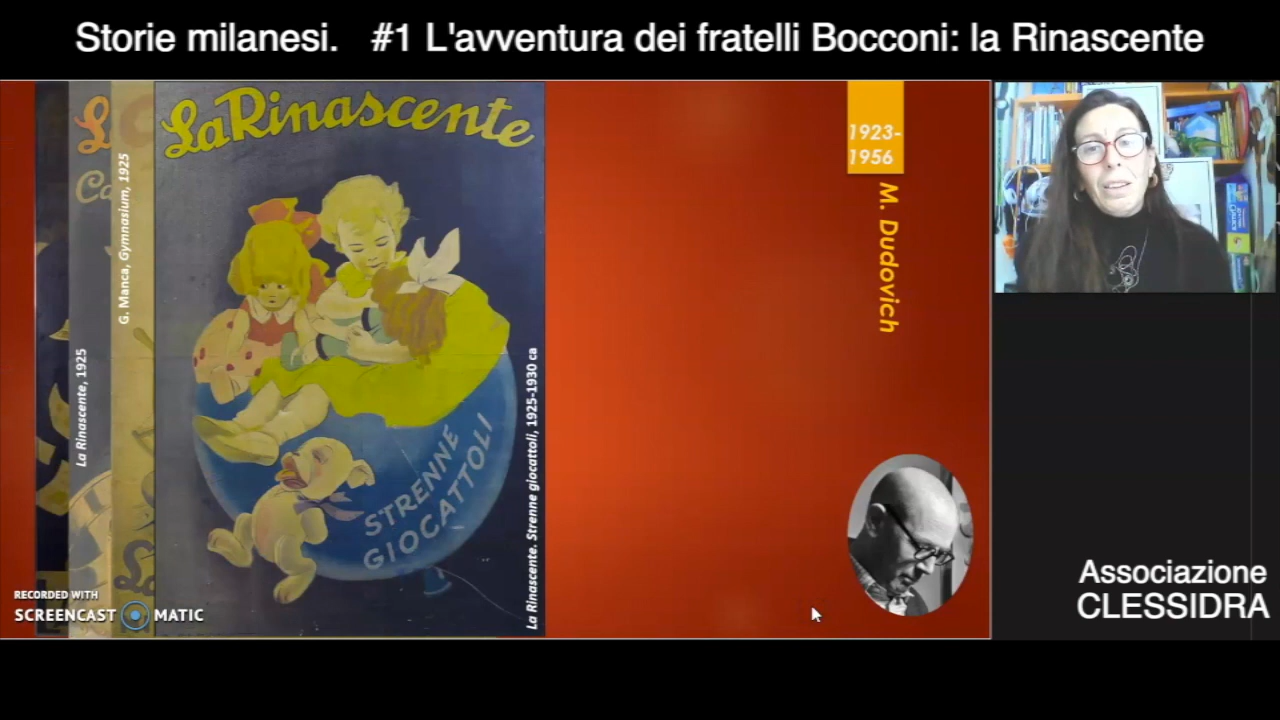 Storie milanesi. #1 L'avventura dei fratelli Bocconi: la Rinascente
La Rinascente
STRENNE
GIOCATTOLI
La Rinascente, 1925
G. Manca, Gymnasium, 1925
La Rinascente. Strenne giocattoli, 1925-1930 ca
1923-
1956
M. Dudovich
RECORDED WITH
SCREENCAST MATIC
Associazione
CLESSIDRA